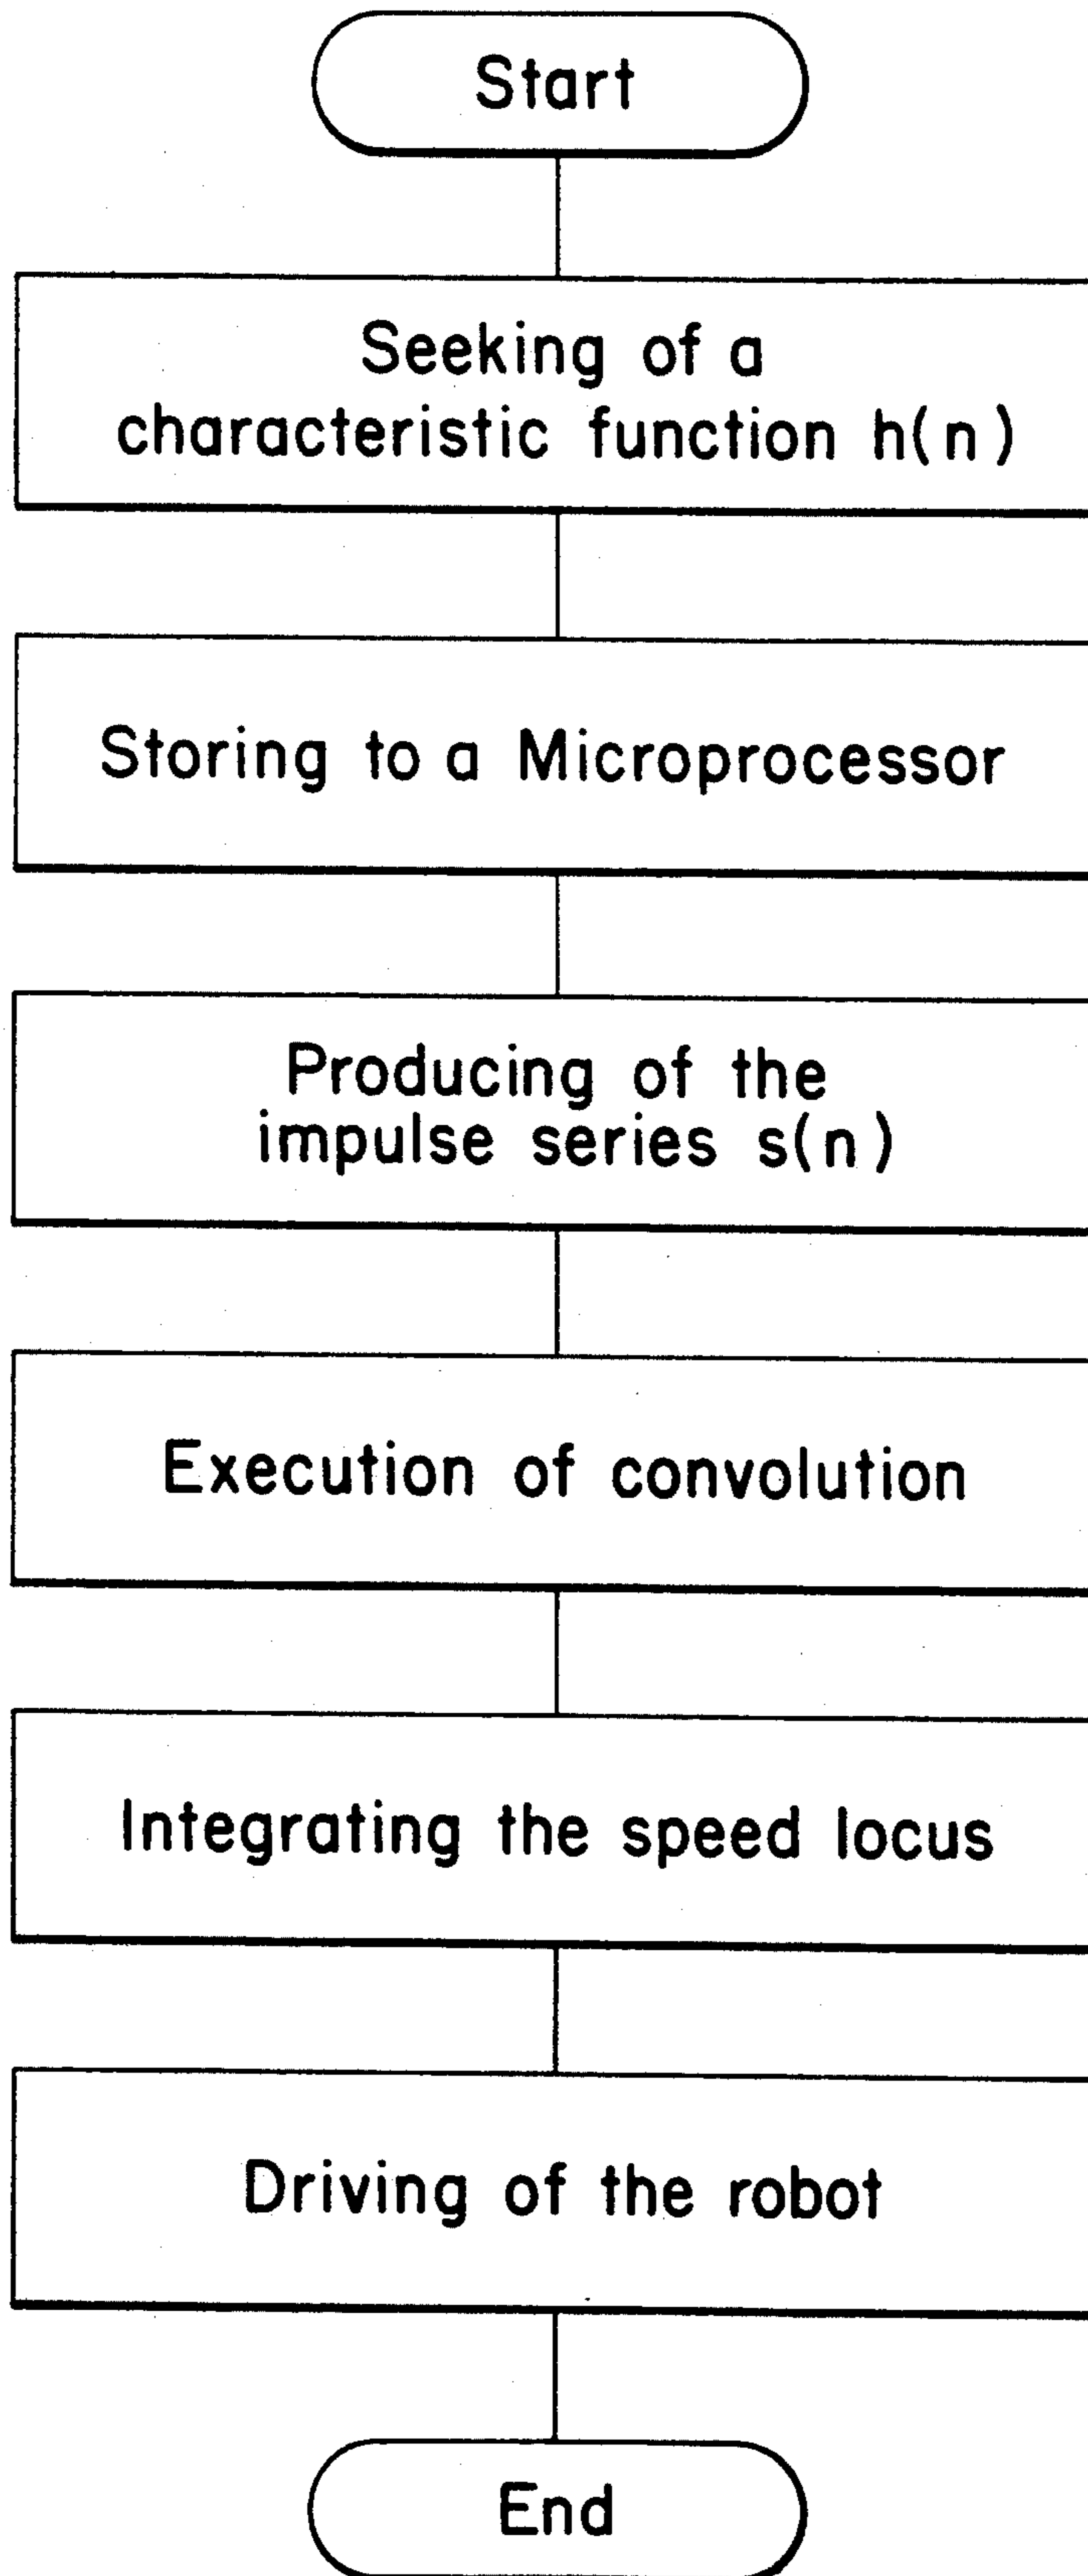 Start
Seeking of a
characteristic function h(n)
Storing to a Microprocessor
Producing of the
impulse series s(n)
Execution of convolution
Integrating the speed locus
Driving of the robot
End